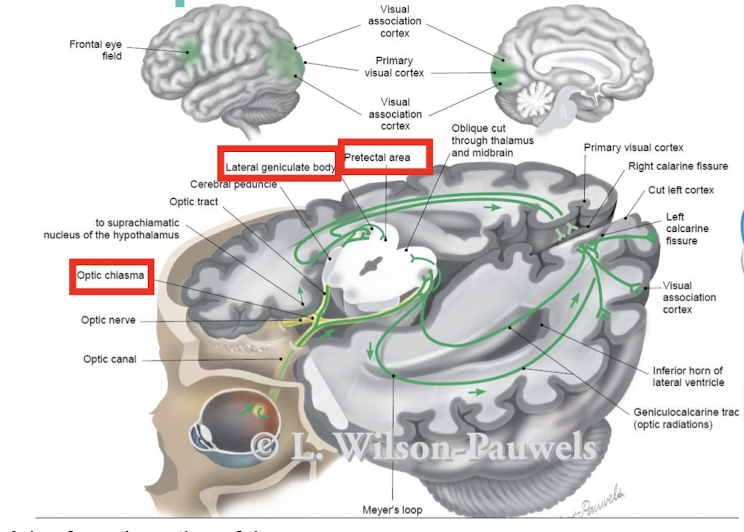 Visual
association
cortex
Frontal eye
field
Primary
visual cortex
Visual
association
cortex
Oblique cut
through thalamus
and midbrain
Pretectal area
Lateral geniculate body
Cerebral peduncle
Optic tract
to suprachiasmatic
nucleus of the hypothalamus
Optic chiasma
Optic nerve
Optic canal
Primary visual cortex
Right calarine fissure
Cut left cortex
Left
calcarine
fissure
Visual
association
cortex
Inferior horn of
lateral ventricle
Geniculocalcarine trac
(optic radiations)
© L. Wilson-Pauwels
Meyer's loop